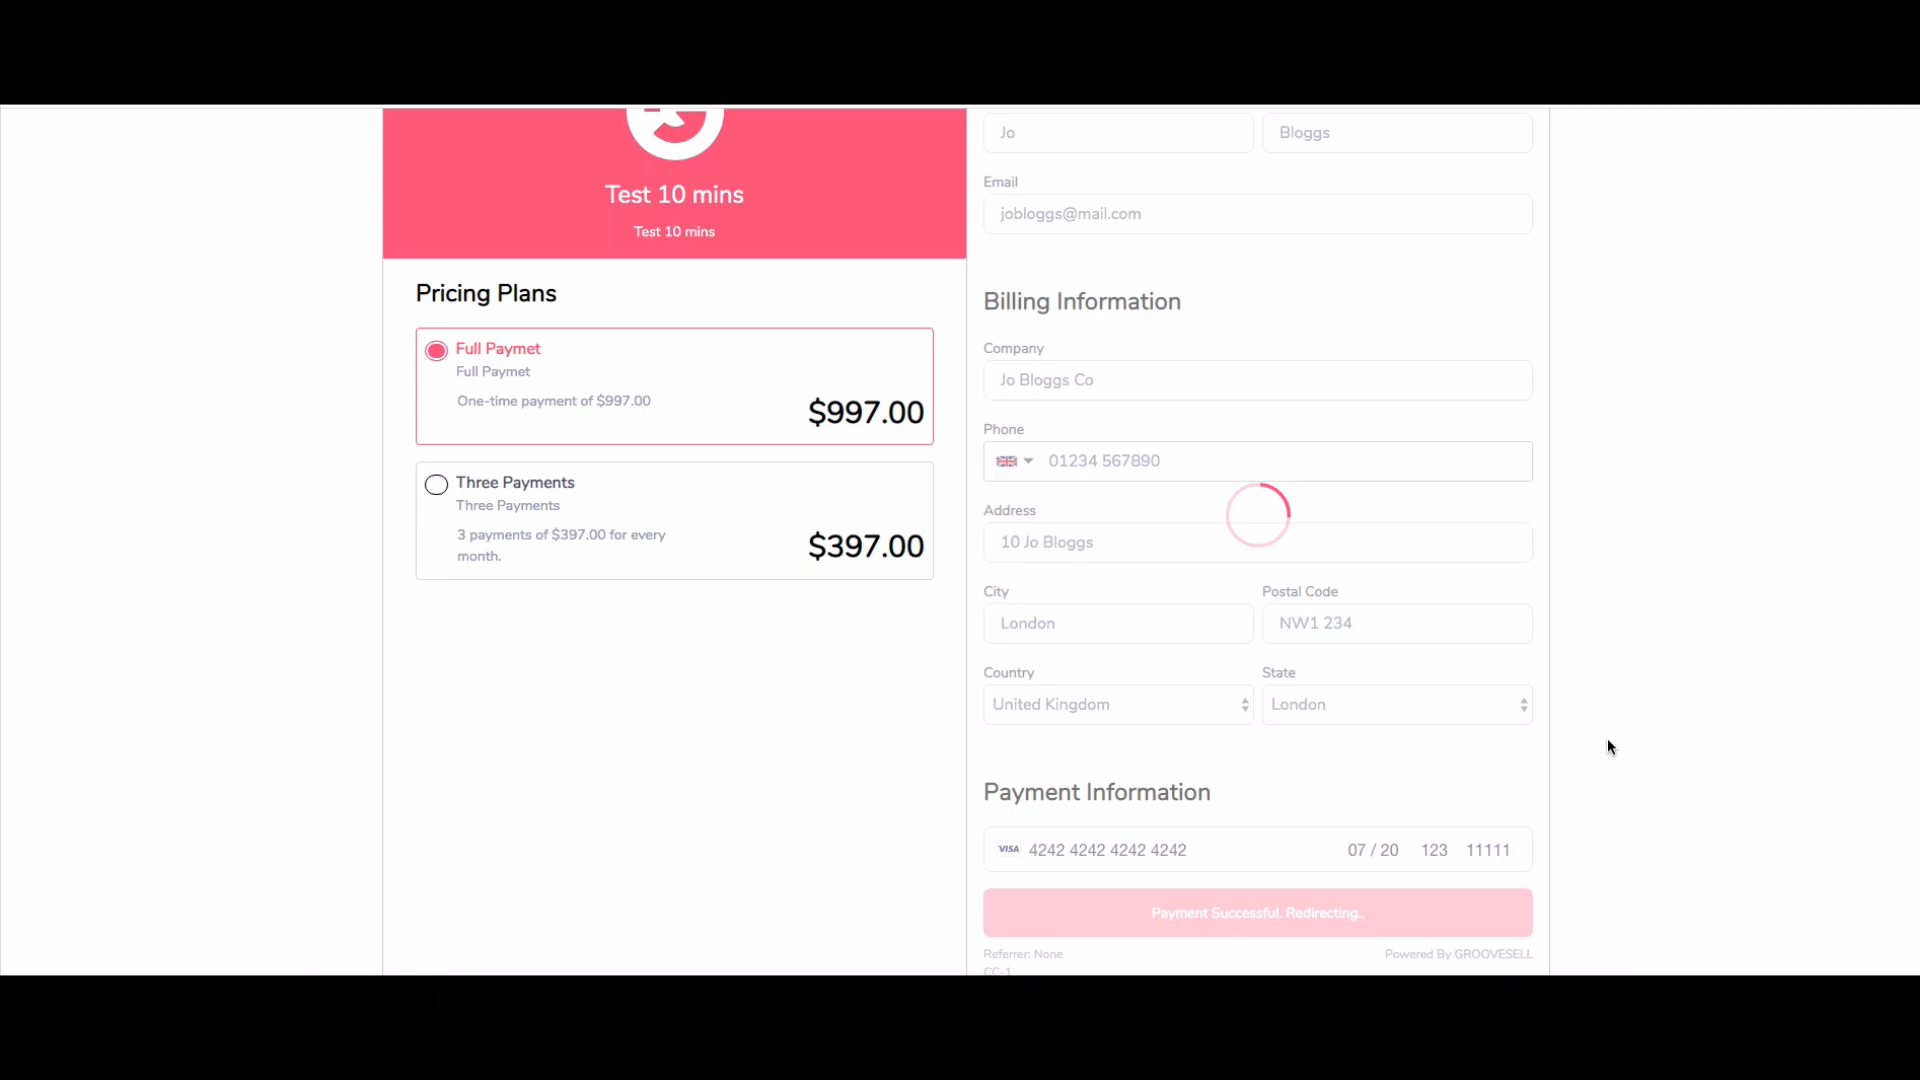 Test 10 mins
Test 10 mins
Pricing Plans
Full Paymet
Full Paymet
One-time payment of $997.00
$997.00
Three Payments
Three Payments
3 payments of $397.00 for every
month.
$397.00
Jo
Bloggs
Email
jobloggs@mail.com
Billing Information
Company
Jo Bloggs Co
Phone
01234 567890
Address
10 Jo Bloggs
City
Postal Code
London
NW1 234
Country
State
United Kingdom
London
Payment Information
VISA 4242 4242 4242 4242 07 / 20 123 11111
Payment Successful. Redirecting..
Referrer: None
Powered By GROOVESELL
CC-1